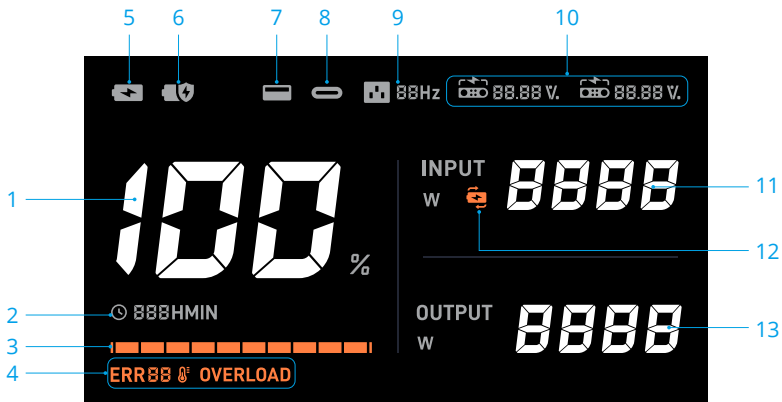 5 6 7 8 9 10
88Hz 88.88 V. 88.88 V.
1 100 %
INPUT 8888 11
W
12
2 888HMIN
OUTPUT 8888 13
W
3
4 ERR88 OVERLOAD